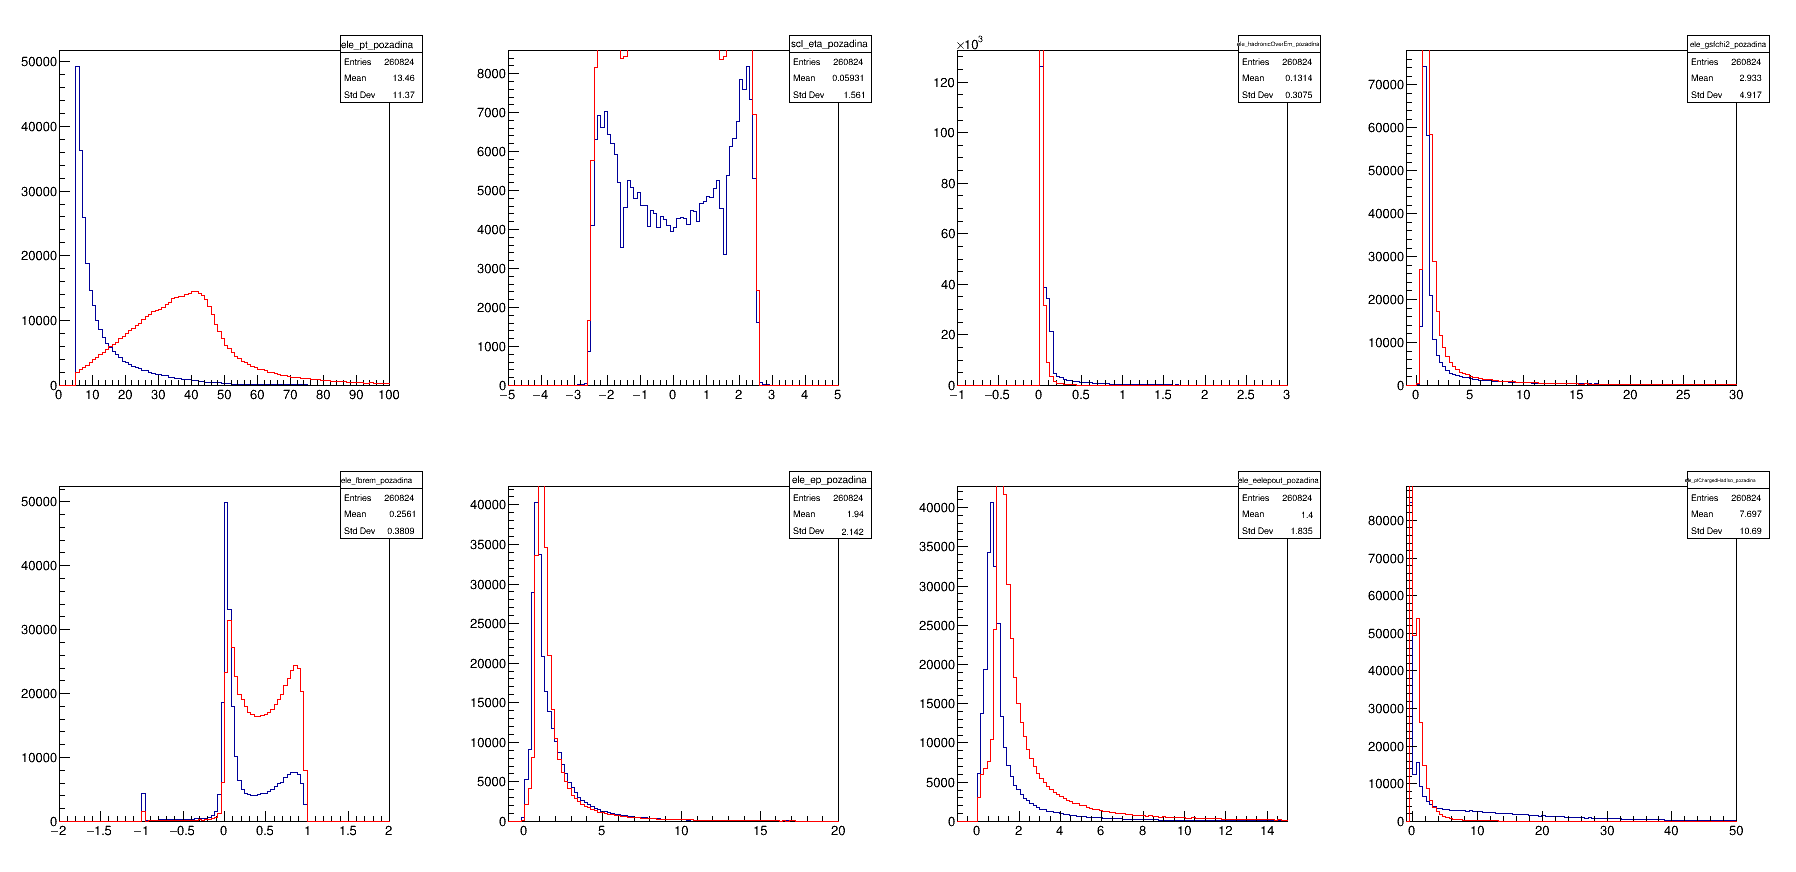 ele_pt_pozadina
Entries 260824
Mean 13.46
Std Dev 11.37
50000
40000
30000
20000
10000
0
0 10 20 30 40 50 60 70 80 90 100
scl_eta_pozadina
Entries 260824
Mean 0.05931
Std Dev 1.561
8000
7000
6000
5000
4000
3000
2000
1000
0
−5 −4 −3 −2 −1 0 1 2 3 4 5
ele_hadronicOverEm_pozadina
Entries 260824
Mean 0.1314
Std Dev 0.3075
×10³
120
100
80
60
40
20
0
−1 −0.5 0 0.5 1 1.5 2 2.5 3
ele_gsfchi2_pozadina
Entries 260824
Mean 2.933
Std Dev 4.917
70000
60000
50000
40000
30000
20000
10000
0
0 5 10 15 20 25 30
ele_fbrem_pozadina
Entries 260824
Mean 0.2561
Std Dev 0.3809
50000
40000
30000
20000
10000
0
−2 −1.5 −1 −0.5 0 0.5 1 1.5 2
ele_ep_pozadina
Entries 260824
Mean 1.94
Std Dev 2.142
40000
35000
30000
25000
20000
15000
10000
5000
0
0 5 10 15 20
ele_eelepout_pozadina
Entries 260824
Mean 1.4
Std Dev 1.835
40000
35000
30000
25000
20000
15000
10000
5000
0
0 2 4 6 8 10 12 14
ele_pfChargedHadIso_pozadina
Entries 260824
Mean 7.697
Std Dev 10.69
80000
70000
60000
50000
40000
30000
20000
10000
0
0 10 20 30 40 50